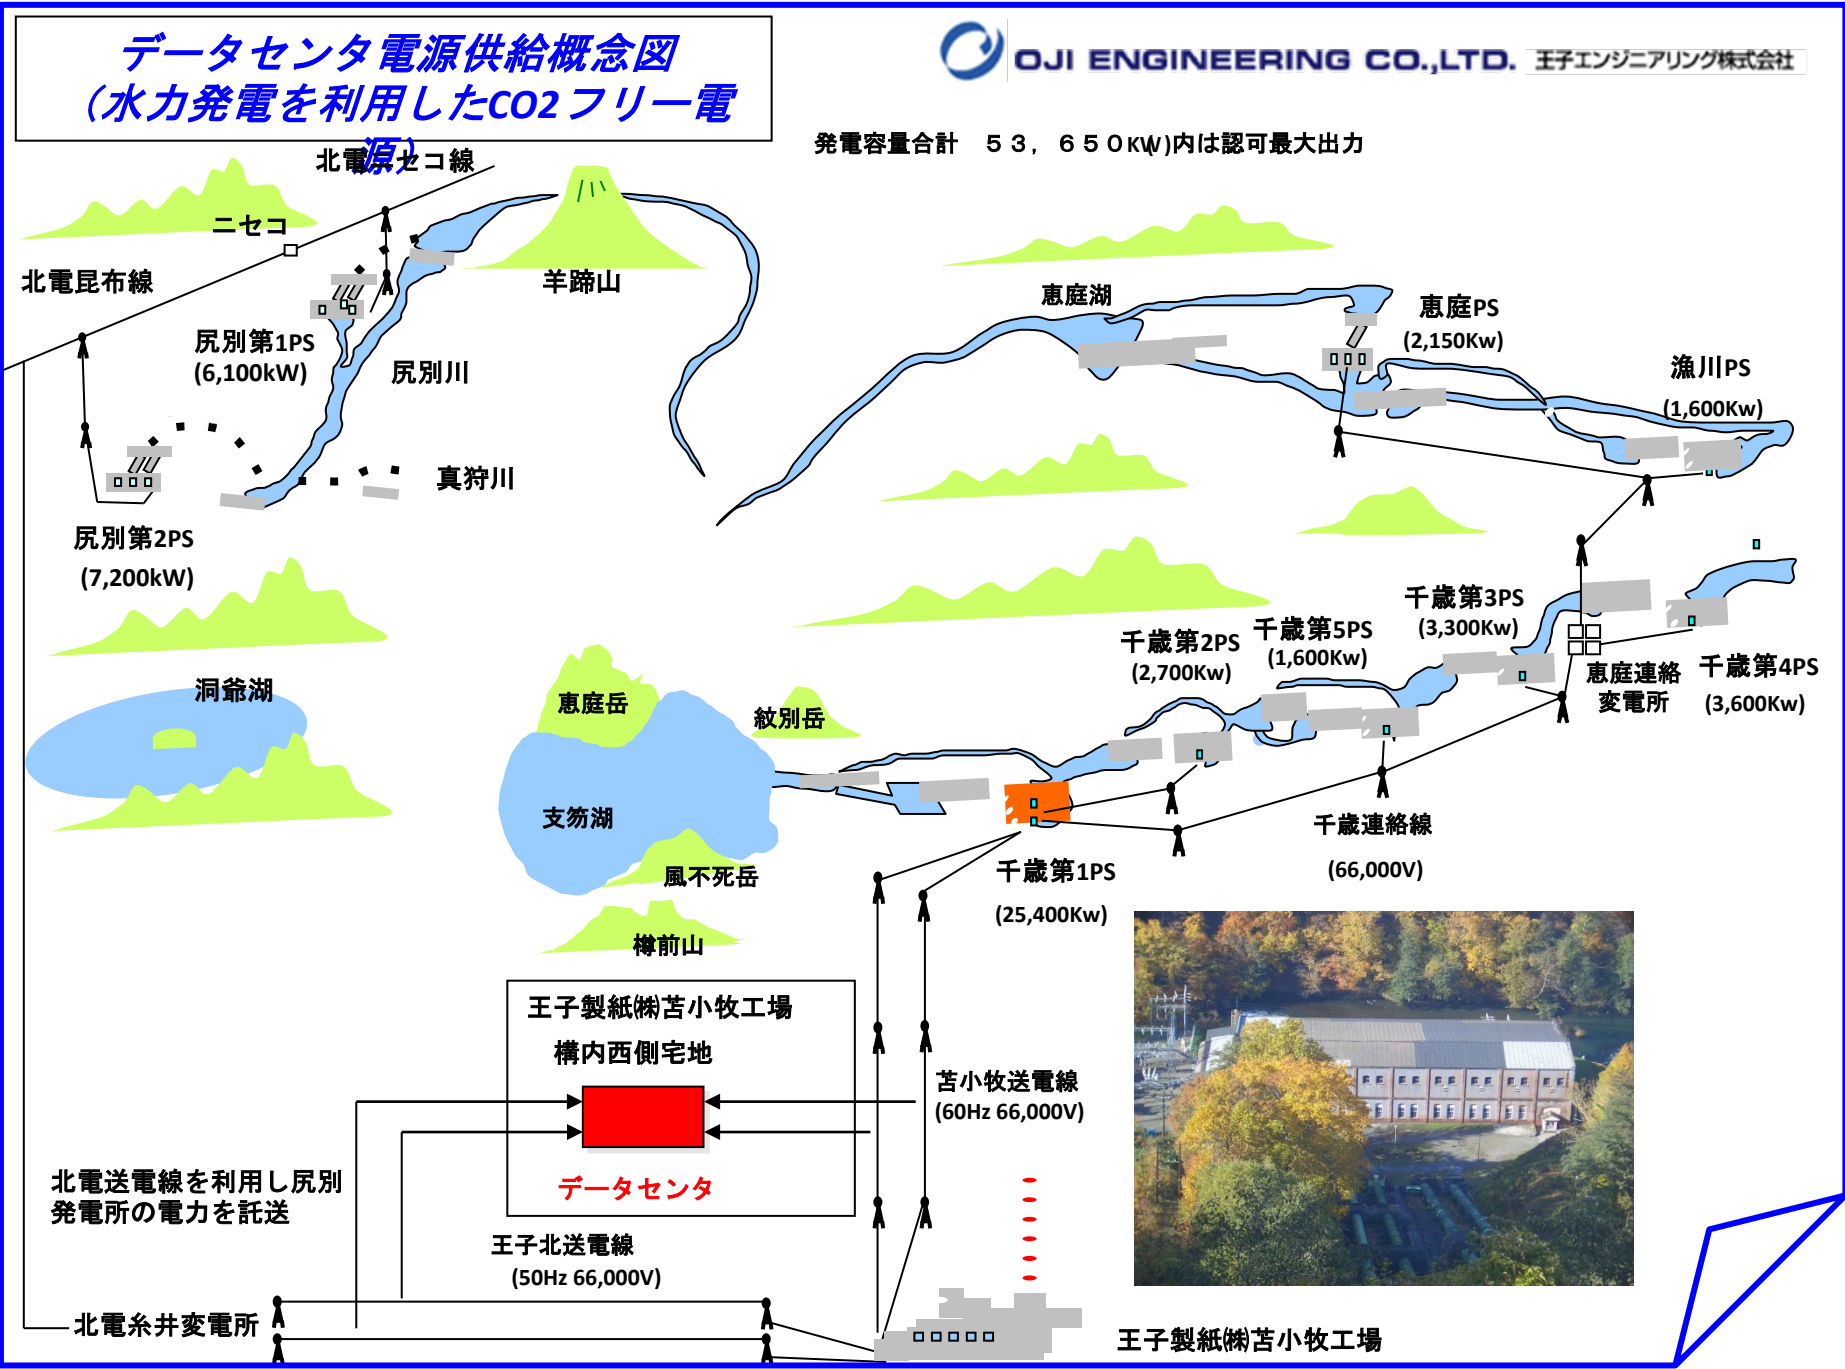 データセンタ電源供給概念図
（水力発電を利用したCO2フリー電
源）
OJI ENGINEERING CO.,LTD. 王子エンジニアリング株式会社
発電容量合計　５３，６５０KW)内は認可最大出力
北電ニセコ線
ニセコ
北電昆布線
羊蹄山
尻別第1PS
(6,100kW)
尻別川
真狩川
尻別第2PS
(7,200kW)
恵庭湖
恵庭PS
(2,150Kw)
漁川PS
(1,600Kw)
千歳第3PS
(3,300Kw)
千歳第5PS
(1,600Kw)
千歳第2PS
(2,700Kw)
恵庭連絡
変電所
千歳第4PS
(3,600Kw)
洞爺湖
恵庭岳
紋別岳
支笏湖
風不死岳
樽前山
千歳連絡線
(66,000V)
千歳第1PS
(25,400Kw)
王子製紙㈱苫小牧工場
構内西側宅地
データセンタ
苫小牧送電線
(60Hz 66,000V)
北電送電線を利用し尻別
発電所の電力を託送
王子北送電線
(50Hz 66,000V)
北電糸井変電所
王子製紙㈱苫小牧工場